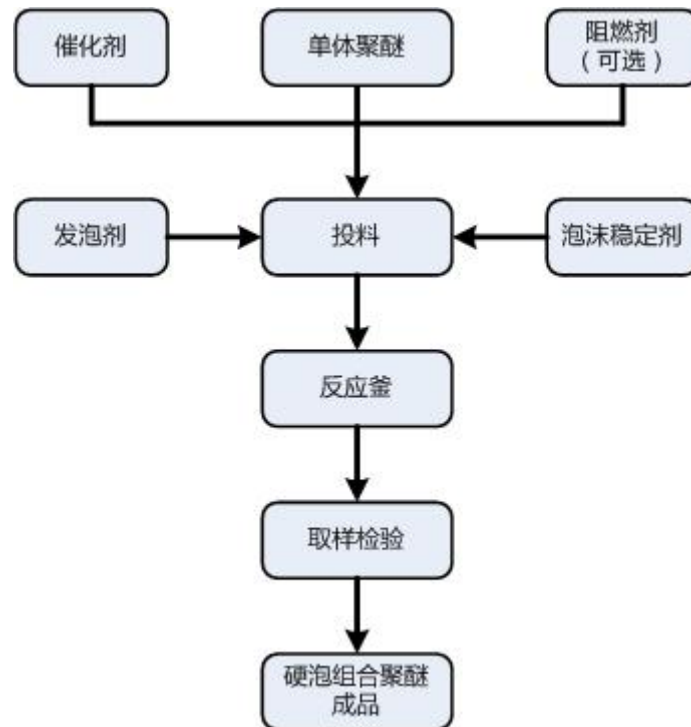 催化剂
单体聚醚
阻燃剂
（可选）
发泡剂
投料
泡沫稳定剂
反应釜
取样检验
硬泡组合聚醚
成品